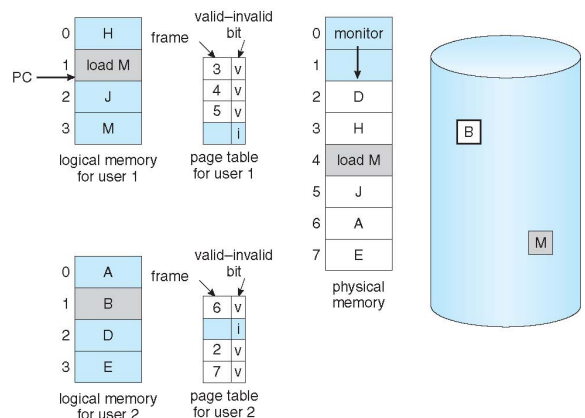 0 H
1 load M
2 J
3 M
PC
logical memory
for user 1
frame
valid–invalid
bit
3 v
4 v
5 v
i
page table
for user 1
0 A
1 B
2 D
3 E
logical memory
for user 2
frame
valid–invalid
bit
6 v
i
2 v
7 v
page table
for user 2
0 monitor
1
2 D
3 H
4 load M
5 J
6 A
7 E
physical
memory
B
M